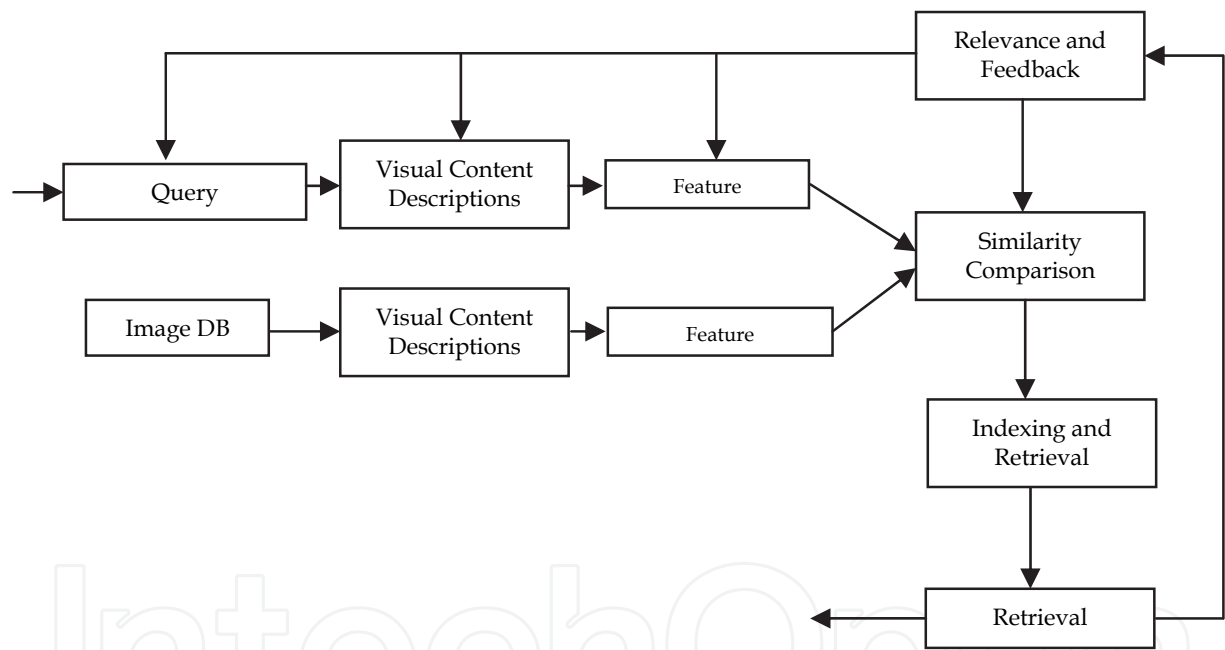 Relevance and
Feedback
Query
Visual Content
Descriptions
Feature
Similarity
Comparison
Image DB
Visual Content
Descriptions
Feature
Indexing and
Retrieval
Retrieval
IntechOpen